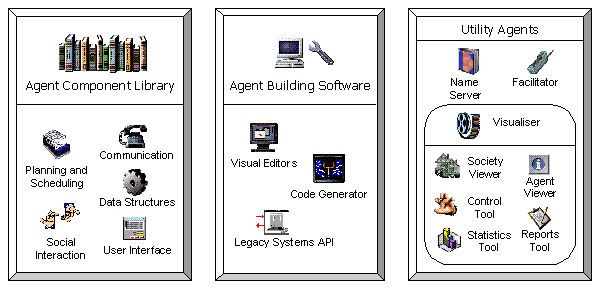 Agent Component Library
Planning and
Scheduling
Communication
Data Structures
Social
Interaction
User Interface
Agent Building Software
Visual Editors
Code Generator
Legacy Systems API
Utility Agents
Name
Server
Facilitator
Visualiser
Society
Viewer
Agent
Viewer
Control
Tool
Statistics
Tool
Reports
Tool